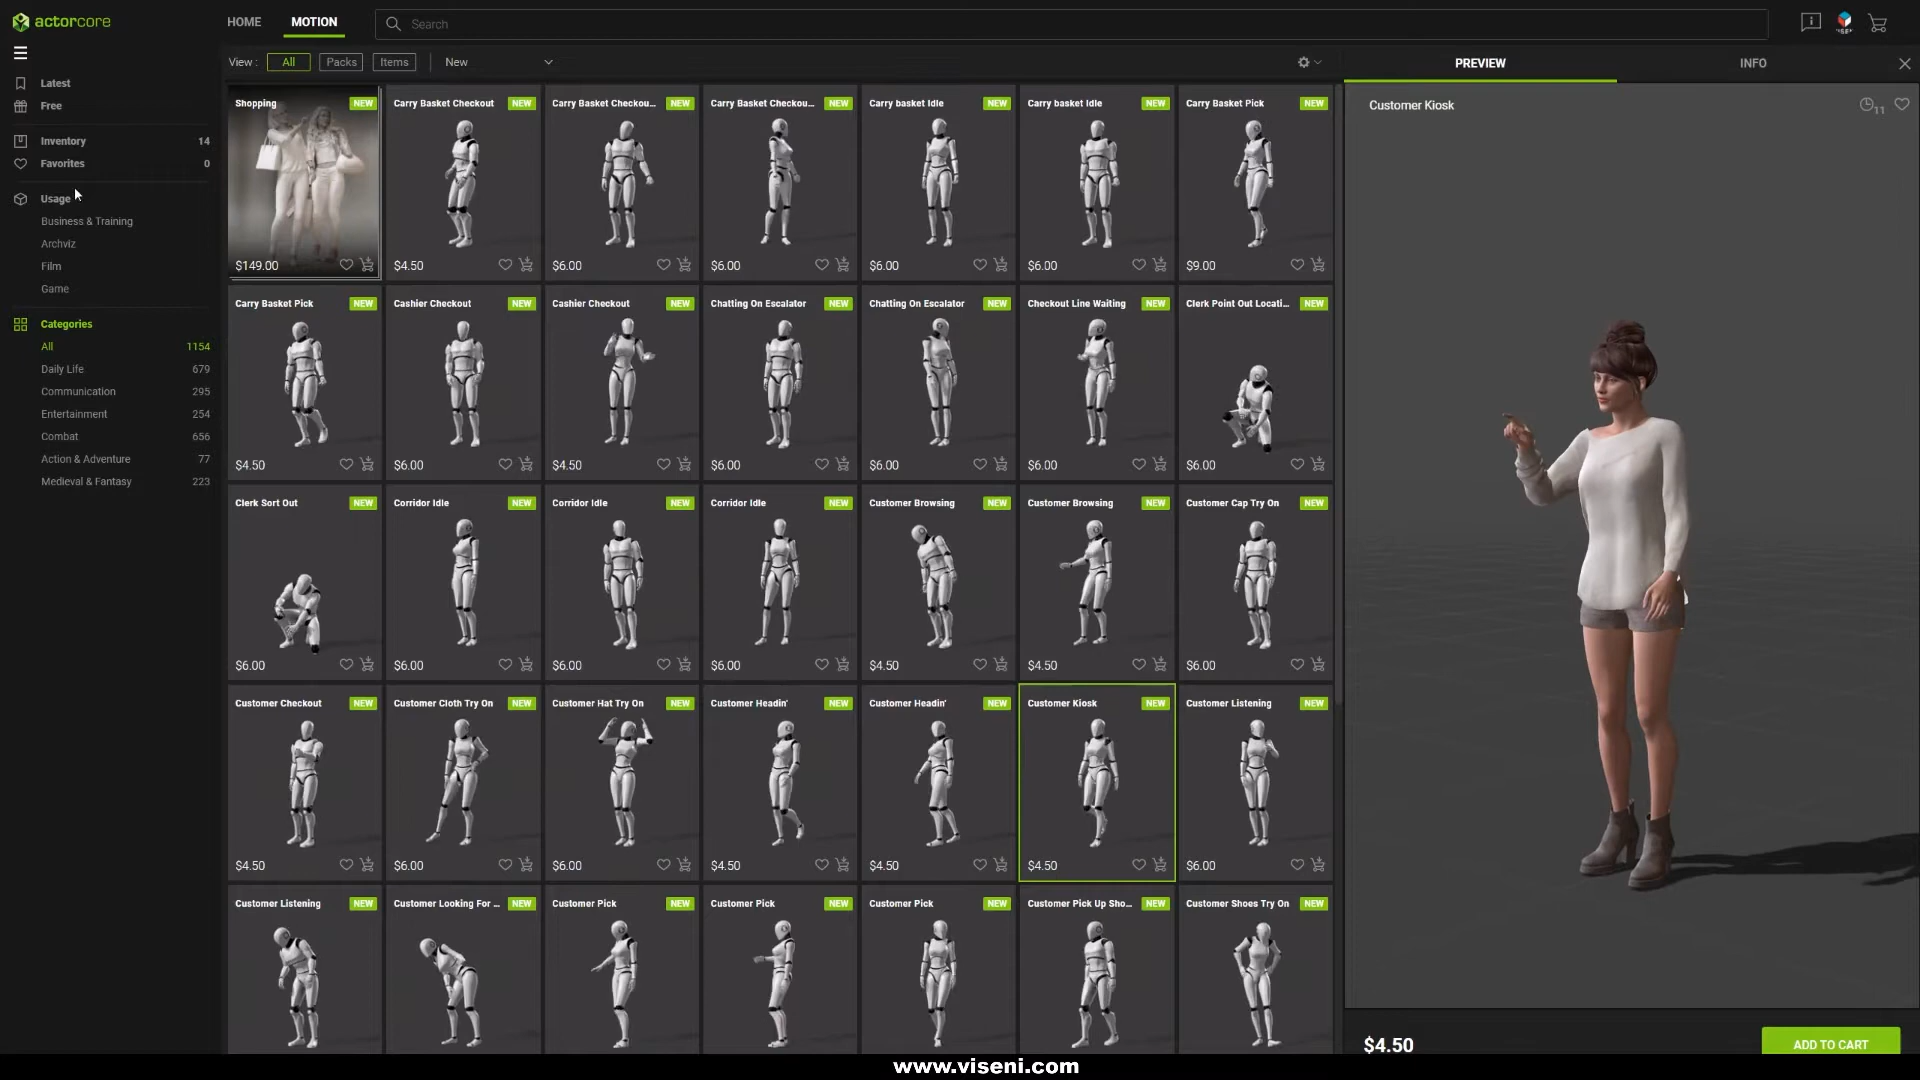 actorcore
HOME
MOTION
Search
View :
All
Packs
Items
New
PREVIEW
INFO
Latest
Free
Inventory 14
Favorites 0
Usage
Business & Training
Archviz
Film
Game
Categories
All 1154
Daily Life 679
Communication 295
Entertainment 254
Combat 656
Action & Adventure 77
Medieval & Fantasy 223
Shopping NEW
$149.00
Carry Basket Checkout NEW
$4.50
Carry Basket Checkou... NEW
$6.00
Carry Basket Checkou... NEW
$6.00
Carry basket Idle NEW
$6.00
Carry basket Idle NEW
$6.00
Carry Basket Pick NEW
$9.00
Carry Basket Pick NEW
$4.50
Cashier Checkout NEW
$6.00
Cashier Checkout NEW
$4.50
Chatting On Escalator NEW
$6.00
Chatting On Escalator NEW
$6.00
Checkout Line Waiting NEW
$6.00
Clerk Point Out Locati... NEW
$6.00
Clerk Sort Out NEW
$6.00
Corridor Idle NEW
$6.00
Corridor Idle NEW
$6.00
Corridor Idle NEW
$6.00
Customer Browsing NEW
$4.50
Customer Browsing NEW
$4.50
Customer Cap Try On NEW
$6.00
Customer Checkout NEW
$4.50
Customer Cloth Try On NEW
$6.00
Customer Hat Try On NEW
$6.00
Customer Headin' NEW
$4.50
Customer Headin' NEW
$4.50
Customer Kiosk NEW
$4.50
Customer Listening NEW
$6.00
Customer Listening NEW
Customer Looking For ... NEW
Customer Pick NEW
Customer Pick NEW
Customer Pick NEW
Customer Pick Up Sho... NEW
Customer Shoes Try On NEW
Customer Kiosk
11
$4.50
ADD TO CART
www.viseni.com